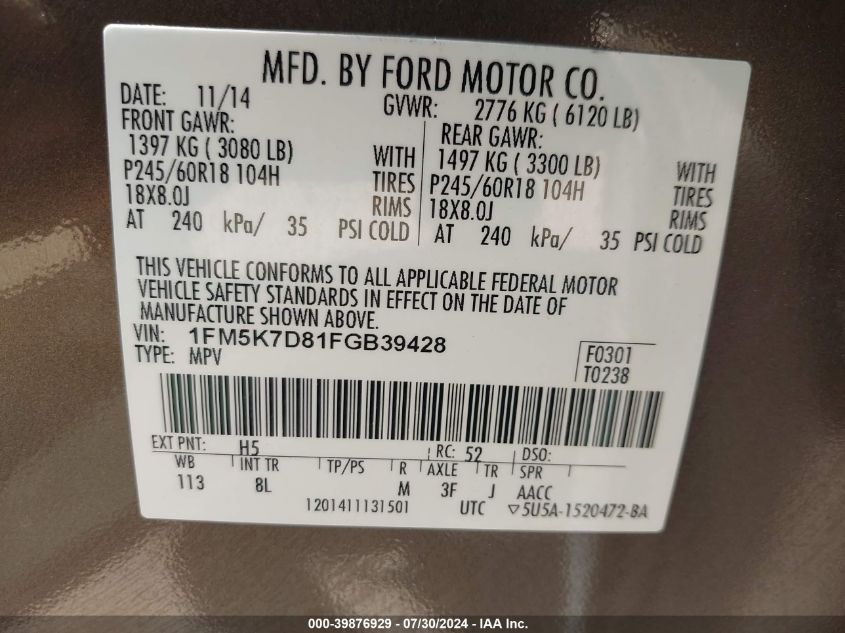 MFD. BY FORD MOTOR CO.
DATE: 11/14 GVWR: 2776 KG ( 6120 LB)
FRONT GAWR: REAR GAWR:
1397 KG ( 3080 LB) WITH 1497 KG ( 3300 LB) WITH
P245/60R18 104H TIRES P245/60R18 104H TIRES
18X8.0J RIMS 18X8.0J RIMS
AT 240 kPa/ 35 PSI COLD AT 240 kPa/ 35 PSI COLD
THIS VEHICLE CONFORMS TO ALL APPLICABLE FEDERAL MOTOR
VEHICLE SAFETY STANDARDS IN EFFECT ON THE DATE OF
MANUFACTURE SHOWN ABOVE.
VIN: 1FM5K7D81FGB39428
TYPE: MPV
F0301
T0238
EXT PNT: H5 RC: 52 DSO:
WB INT TR TP/PS R AXLE TR SPR
113 8L M 3F J AACC
1201411131501 UTC ▽5U5A-1520472-BA
000-39876929 - 07/30/2024 - IAA Inc.